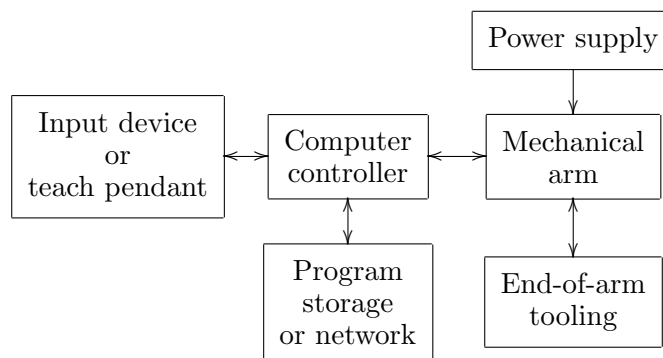 Power supply
Input device
or
teach pendant
Computer
controller
Mechanical
arm
Program
storage
or network
End-of-arm
tooling